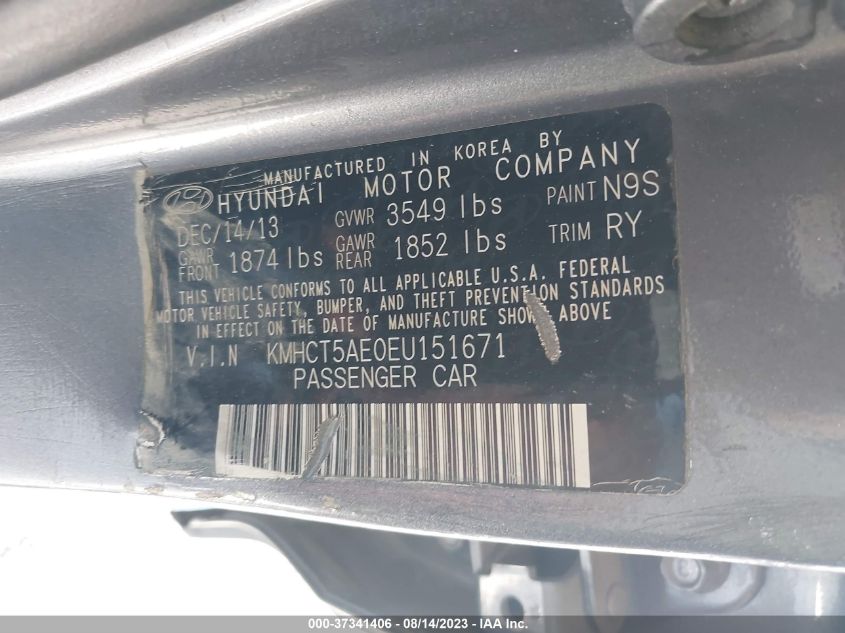 MANUFACTURED IN KOREA BY
HYUNDAI MOTOR COMPANY
DEC/14/13 GVWR 3549 lbs PAINT N9S
GAWR FRONT 1874 lbs GAWR REAR 1852 lbs TRIM RY
THIS VEHICLE CONFORMS TO ALL APPLICABLE U.S.A. FEDERAL
MOTOR VEHICLE SAFETY, BUMPER, AND THEFT PREVENTION STANDARDS
IN EFFECT ON THE DATE OF MANUFACTURE SHOWN ABOVE
V.I.N KMHCT5AE0EU151671
PASSENGER CAR
000-37341406 - 08/14/2023 - IAA Inc.